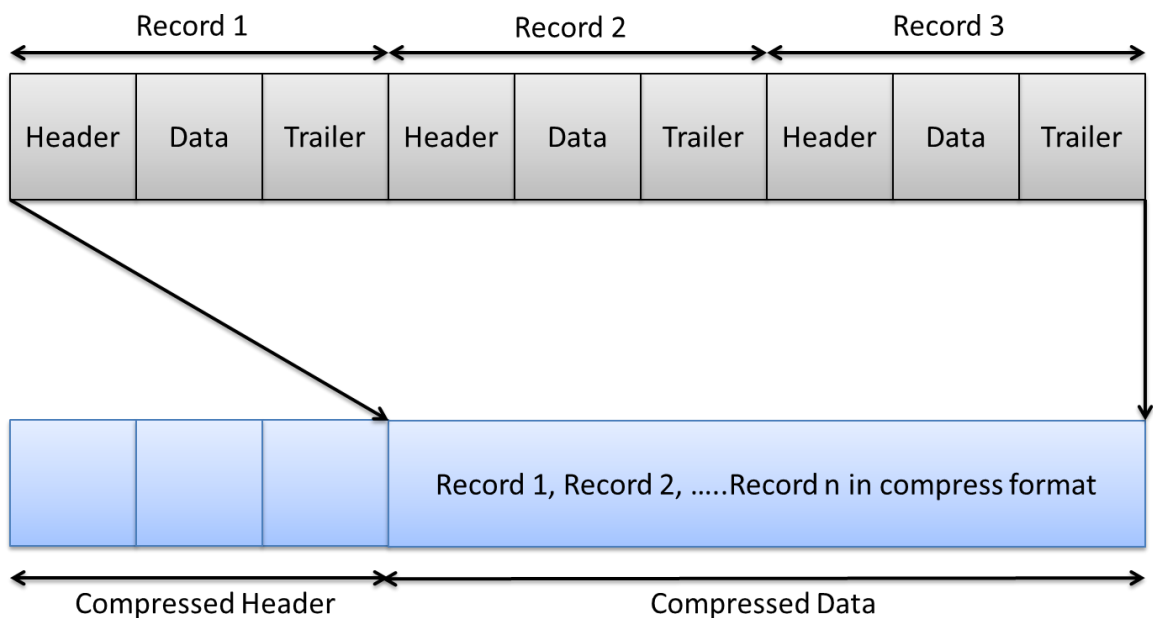 Record 1 Record 2 Record 3
Header Data Trailer Header Data Trailer Header Data Trailer
Record 1, Record 2, .....Record n in compress format
Compressed Header Compressed Data